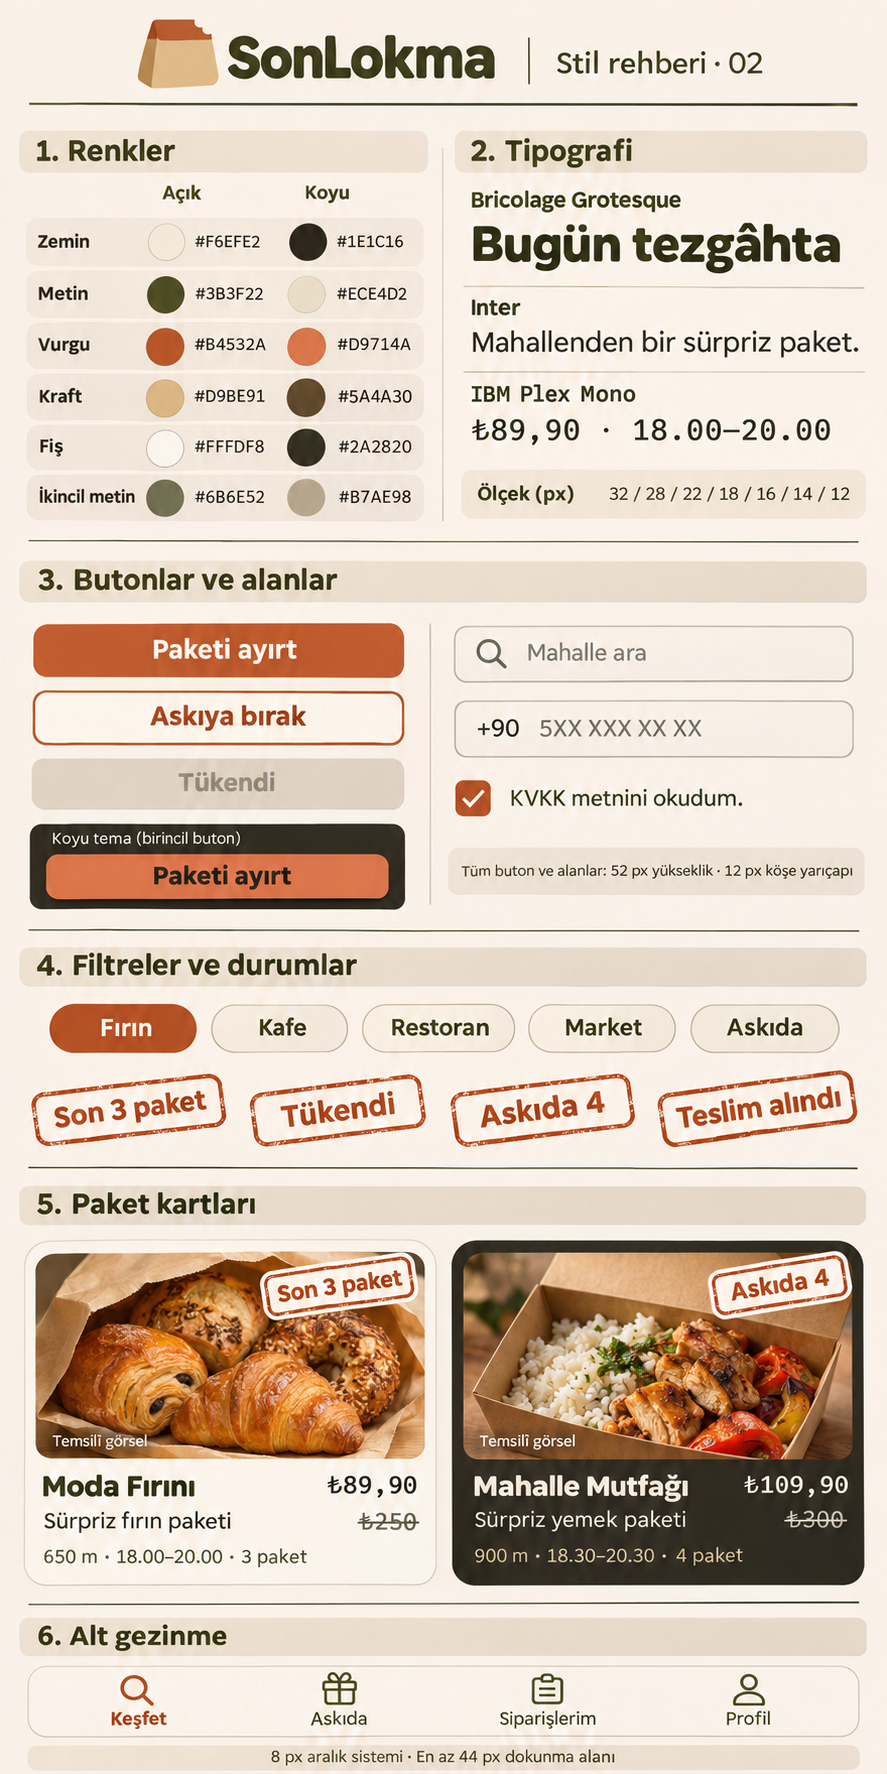 SonLokma
Stil rehberi · 02
1. Renkler
Açık Koyu
Zemin #F6EFE2 #1E1C16
Metin #3B3F22 #ECE4D2
Vurgu #B4532A #D9714A
Kraft #D9BE91 #5A4A30
Fiş #FFFDF8 #2A2820
İkincil metin #6B6E52 #B7AE98
2. Tipografi
Bricolage Grotesque
Bugün tezgâhta
Inter
Mahallenden bir sürpriz paket.
IBM Plex Mono
₺89,90 · 18.00–20.00
Ölçek (px) 32 / 28 / 22 / 18 / 16 / 14 / 12
3. Butonlar ve alanlar
Paketi ayırt
Askıya bırak
Tükendi
Koyu tema (birincil buton)
Paketi ayırt
Mahalle ara
+90 5XX XXX XX XX
KVKK metnini okudum.
Tüm buton ve alanlar: 52 px yükseklik · 12 px köşe yarıçapı
4. Filtreler ve durumlar
Fırın Kafe Restoran Market Askıda
Son 3 paket Tükendi Askıda 4 Teslim alındı
5. Paket kartları
Son 3 paket
Temsilî görsel
Moda Fırını ₺89,90
Sürpriz fırın paketi ₺250
650 m · 18.00–20.00 · 3 paket
Askıda 4
Temsilî görsel
Mahalle Mutfağı ₺109,90
Sürpriz yemek paketi ₺300
900 m · 18.30–20.30 · 4 paket
6. Alt gezinme
Keşfet Askıda Siparişlerim Profil
8 px aralık sistemi · En az 44 px dokunma alanı